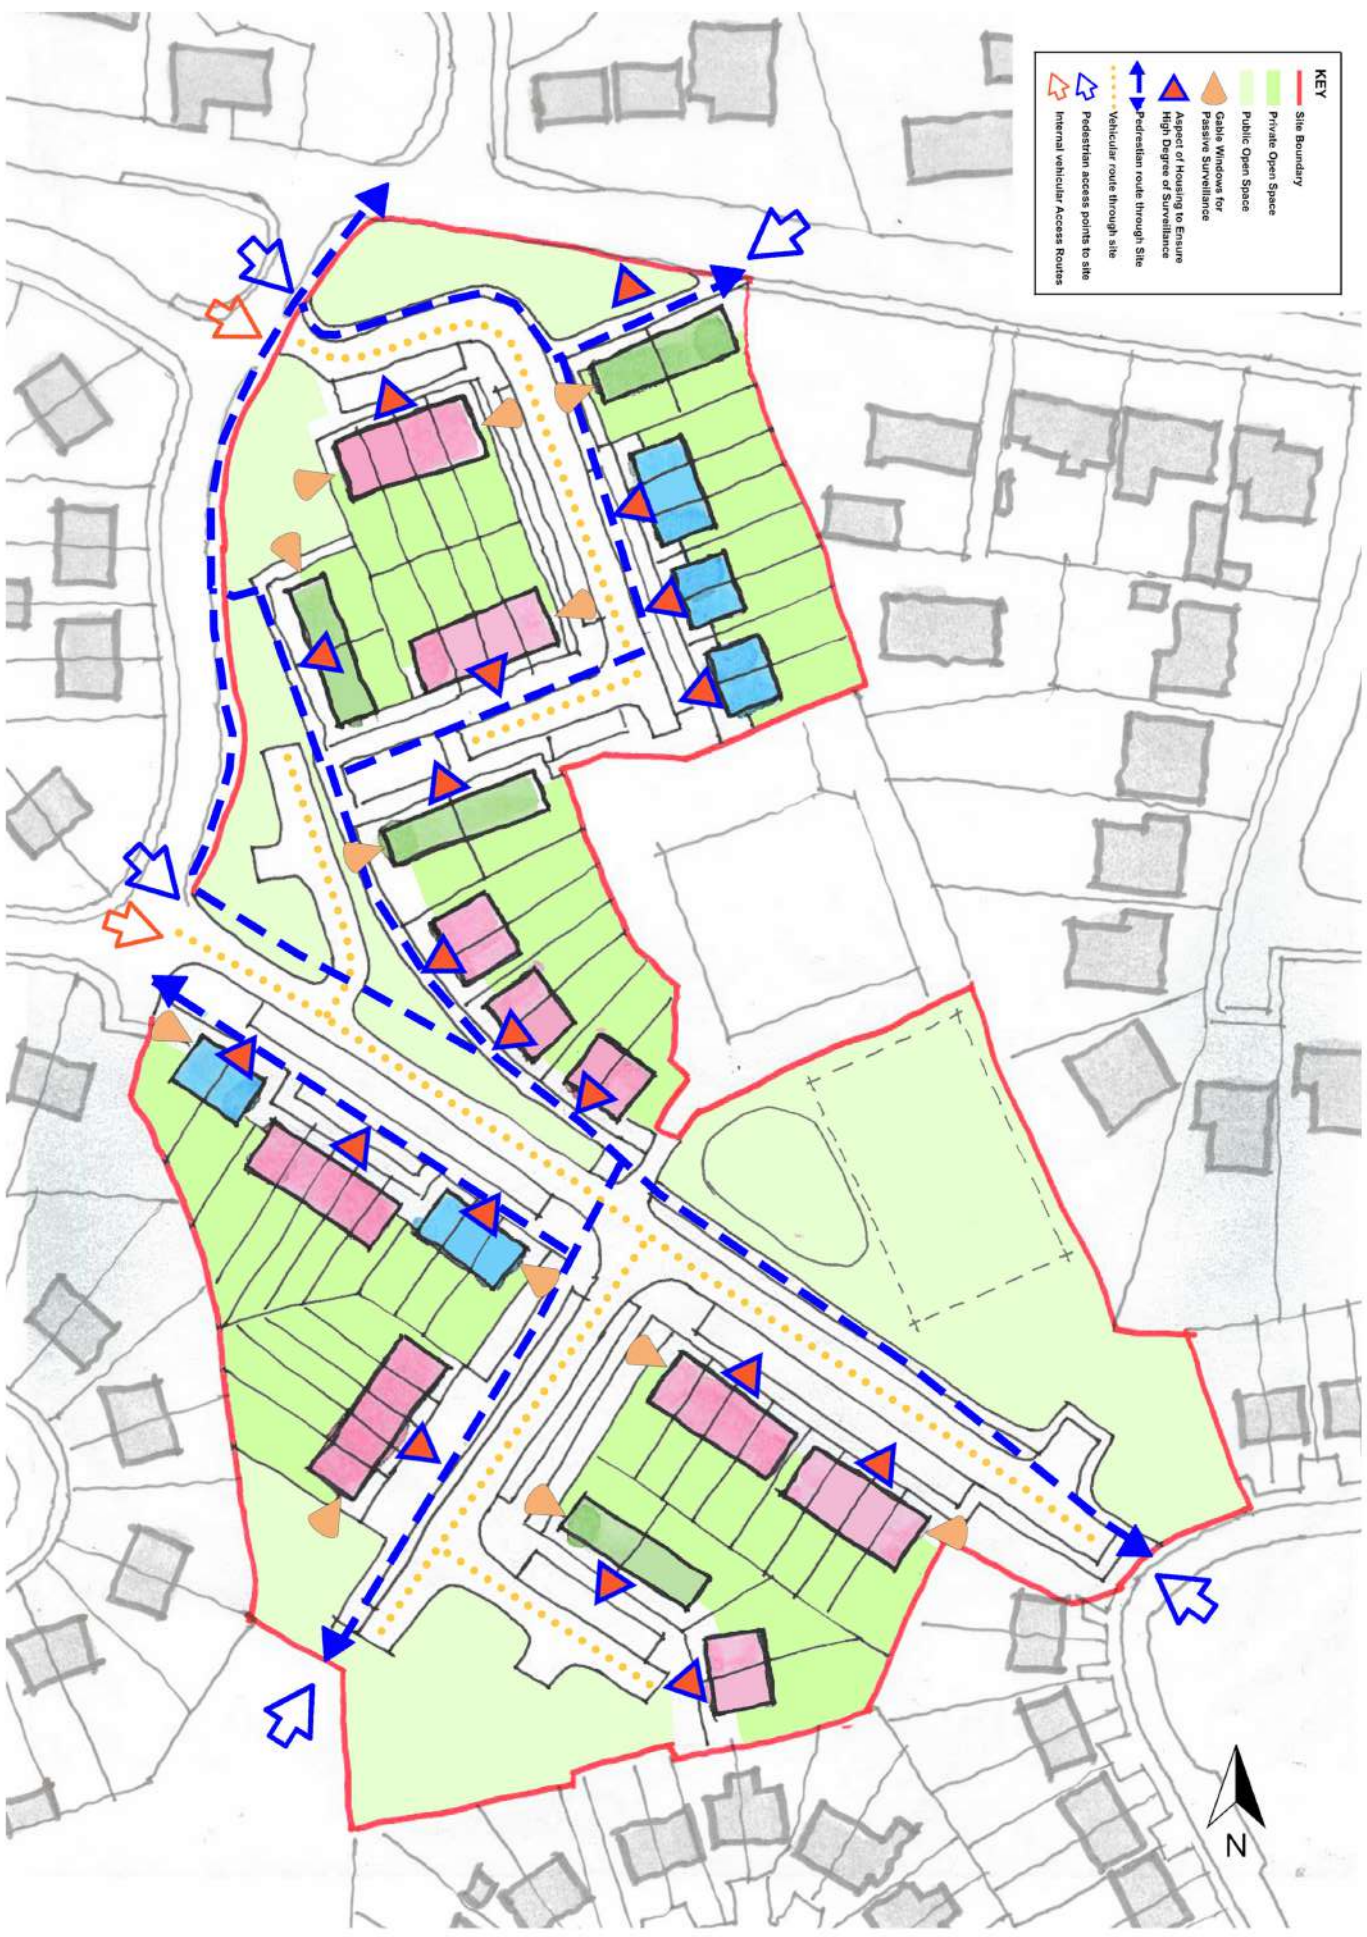 KEY
Site Boundary
Private Open Space
Public Open Space
Gable Windows for
Passive Surveillance
Aspect of Housing to Ensure
High Degree of Surveillance
Pedrestian route through Site
Vehicular route through site
Pedestrian access points to site
Internal vehicular Access Routes
N